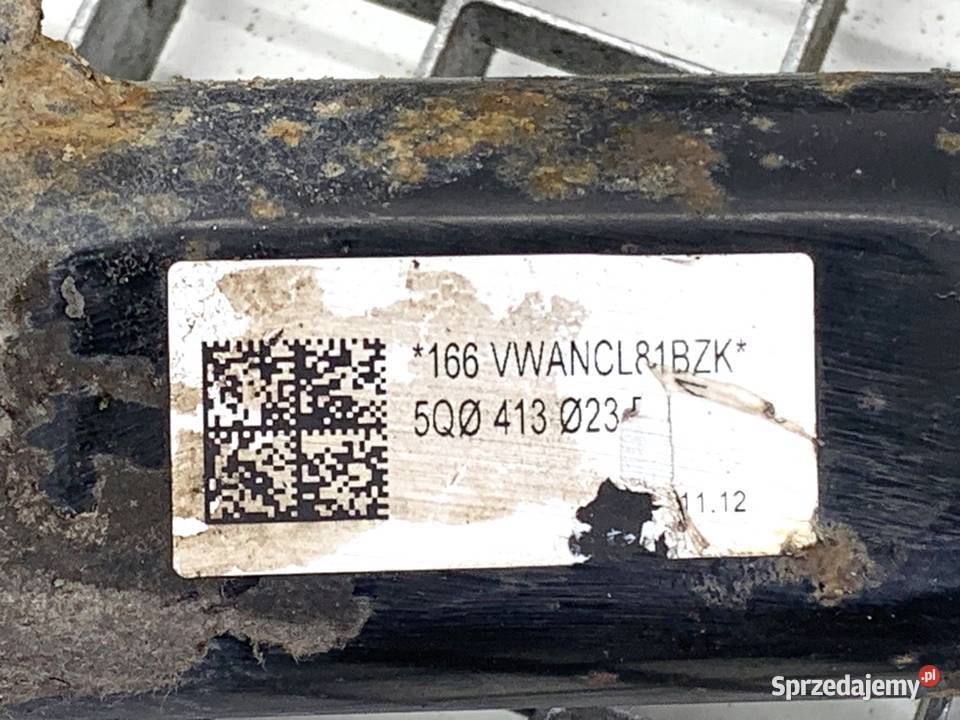 *166 VWANCL81BZK*
5QØ 413 Ø23
11.12
Sprzedajemy.pl